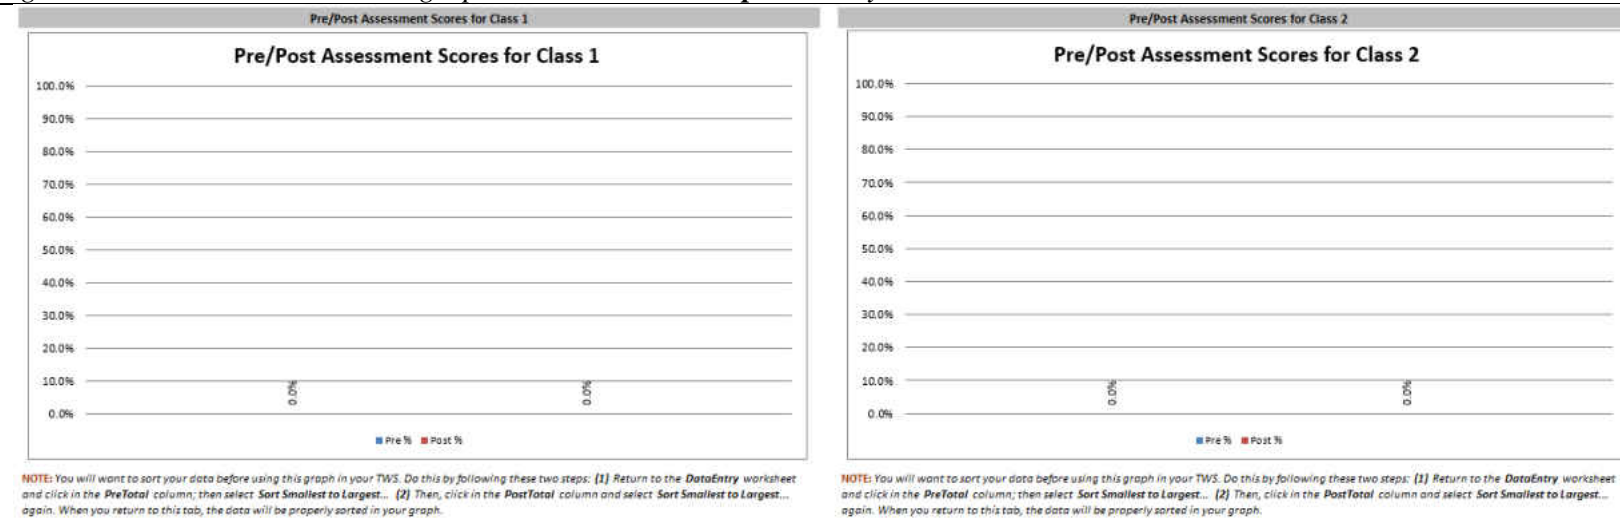 Pre/Post Assessment Scores for Class 1
Pre/Post Assessment Scores for Class 1
100.0%
90.0%
80.0%
70.0%
60.0%
50.0%
40.0%
30.0%
20.0%
10.0%
0.0%
0.0%
0.0%
Pre % Post %
NOTE: You will want to sort your data before using this graph in your TWS. Do this by following these two steps: (1) Return to the DataEntry worksheet
and click in the PreTotal column; then select Sort Smallest to Largest... (2) Then, click in the PostTotal column and select Sort Smallest to Largest...
again. When you return to this tab, the data will be properly sorted in your graph.
Pre/Post Assessment Scores for Class 2
Pre/Post Assessment Scores for Class 2
100.0%
90.0%
80.0%
70.0%
60.0%
50.0%
40.0%
30.0%
20.0%
10.0%
0.0%
0.0%
0.0%
Pre % Post %
NOTE: You will want to sort your data before using this graph in your TWS. Do this by following these two steps: (1) Return to the DataEntry worksheet
and click in the PreTotal column; then select Sort Smallest to Largest... (2) Then, click in the PostTotal column and select Sort Smallest to Largest...
again. When you return to this tab, the data will be properly sorted in your graph.